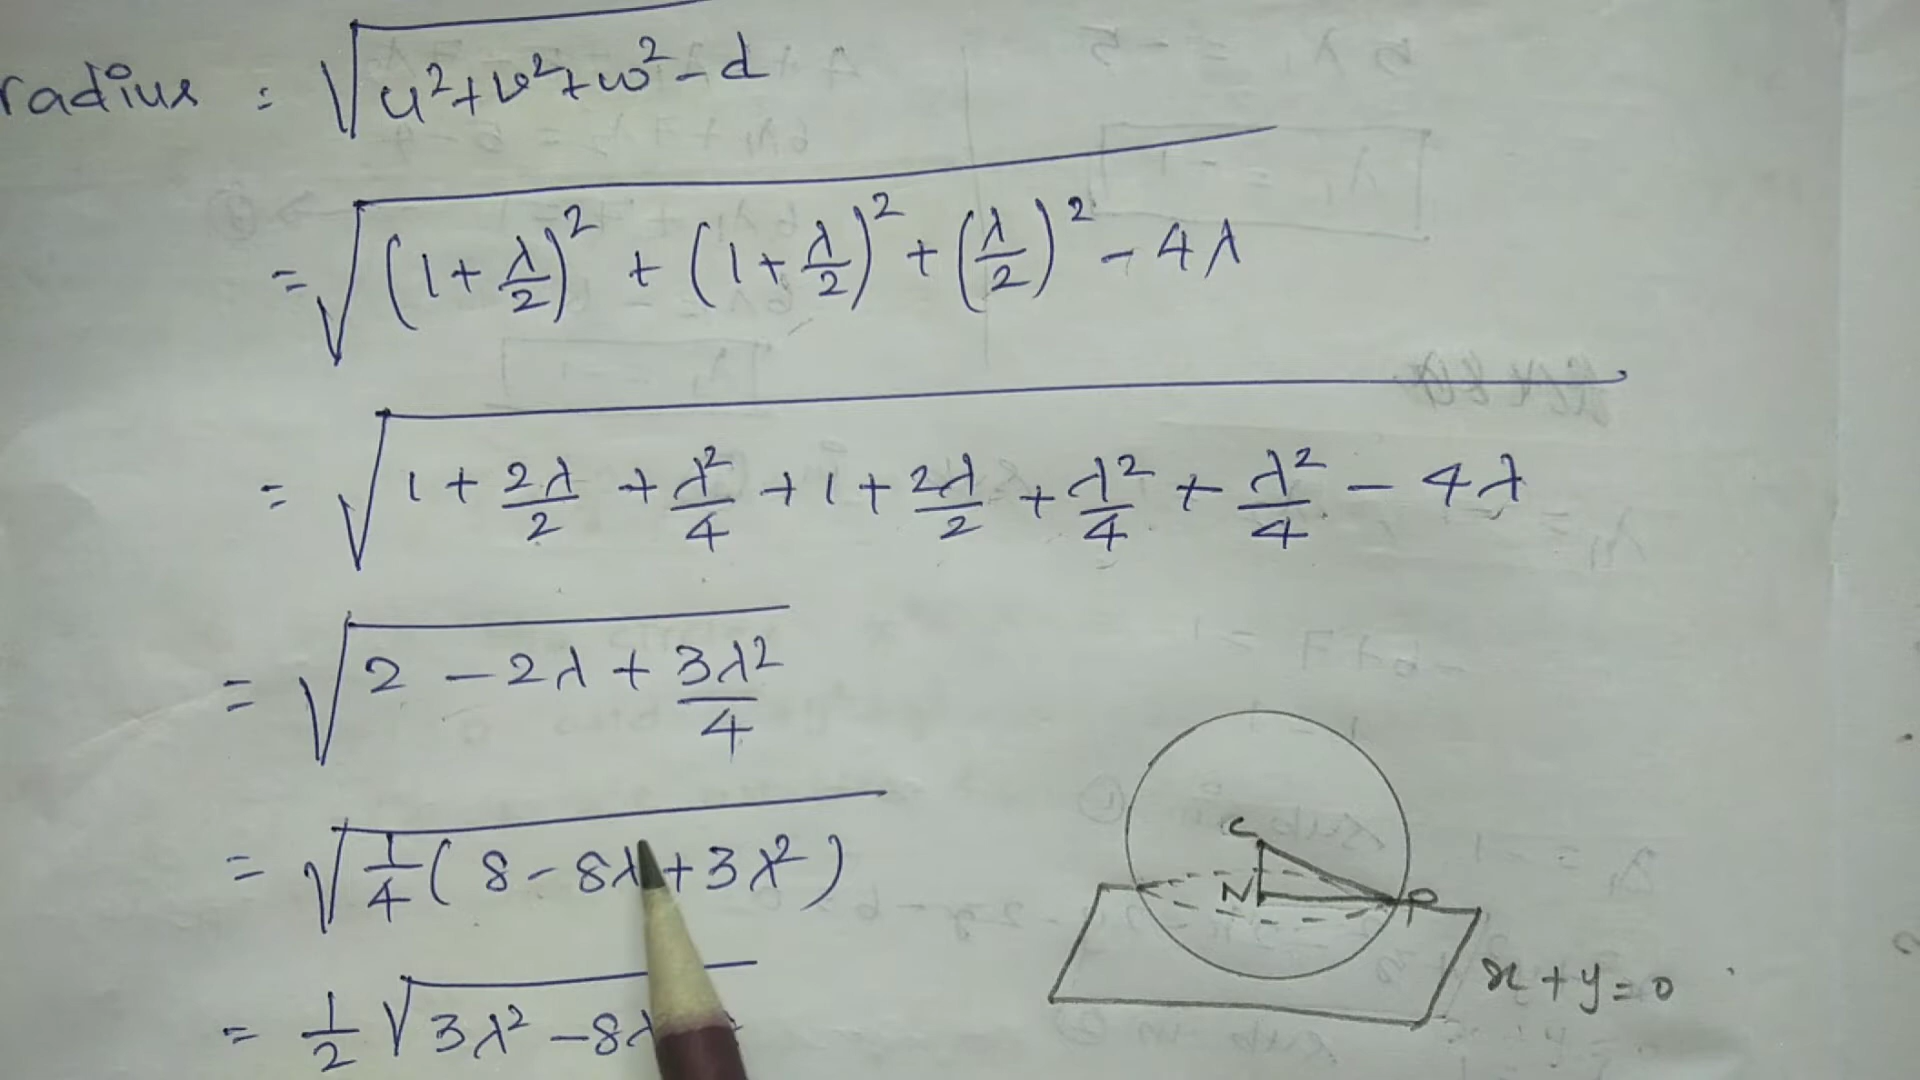 radius = √(u² + v² + w² - d)
= √((1 + λ/2)² + (1 + λ/2)² + (λ/2)² - 4λ)
= √(1 + 2λ/2 + λ²/4 + 1 + 2λ/2 + λ²/4 + λ²/4 - 4λ)
= √(2 - 2λ + 3λ²/4)
= √(1/4 (8 - 8λ + 3λ²))
= 1/2 √(3λ² - 8λ
C
N
P
x + y = 0